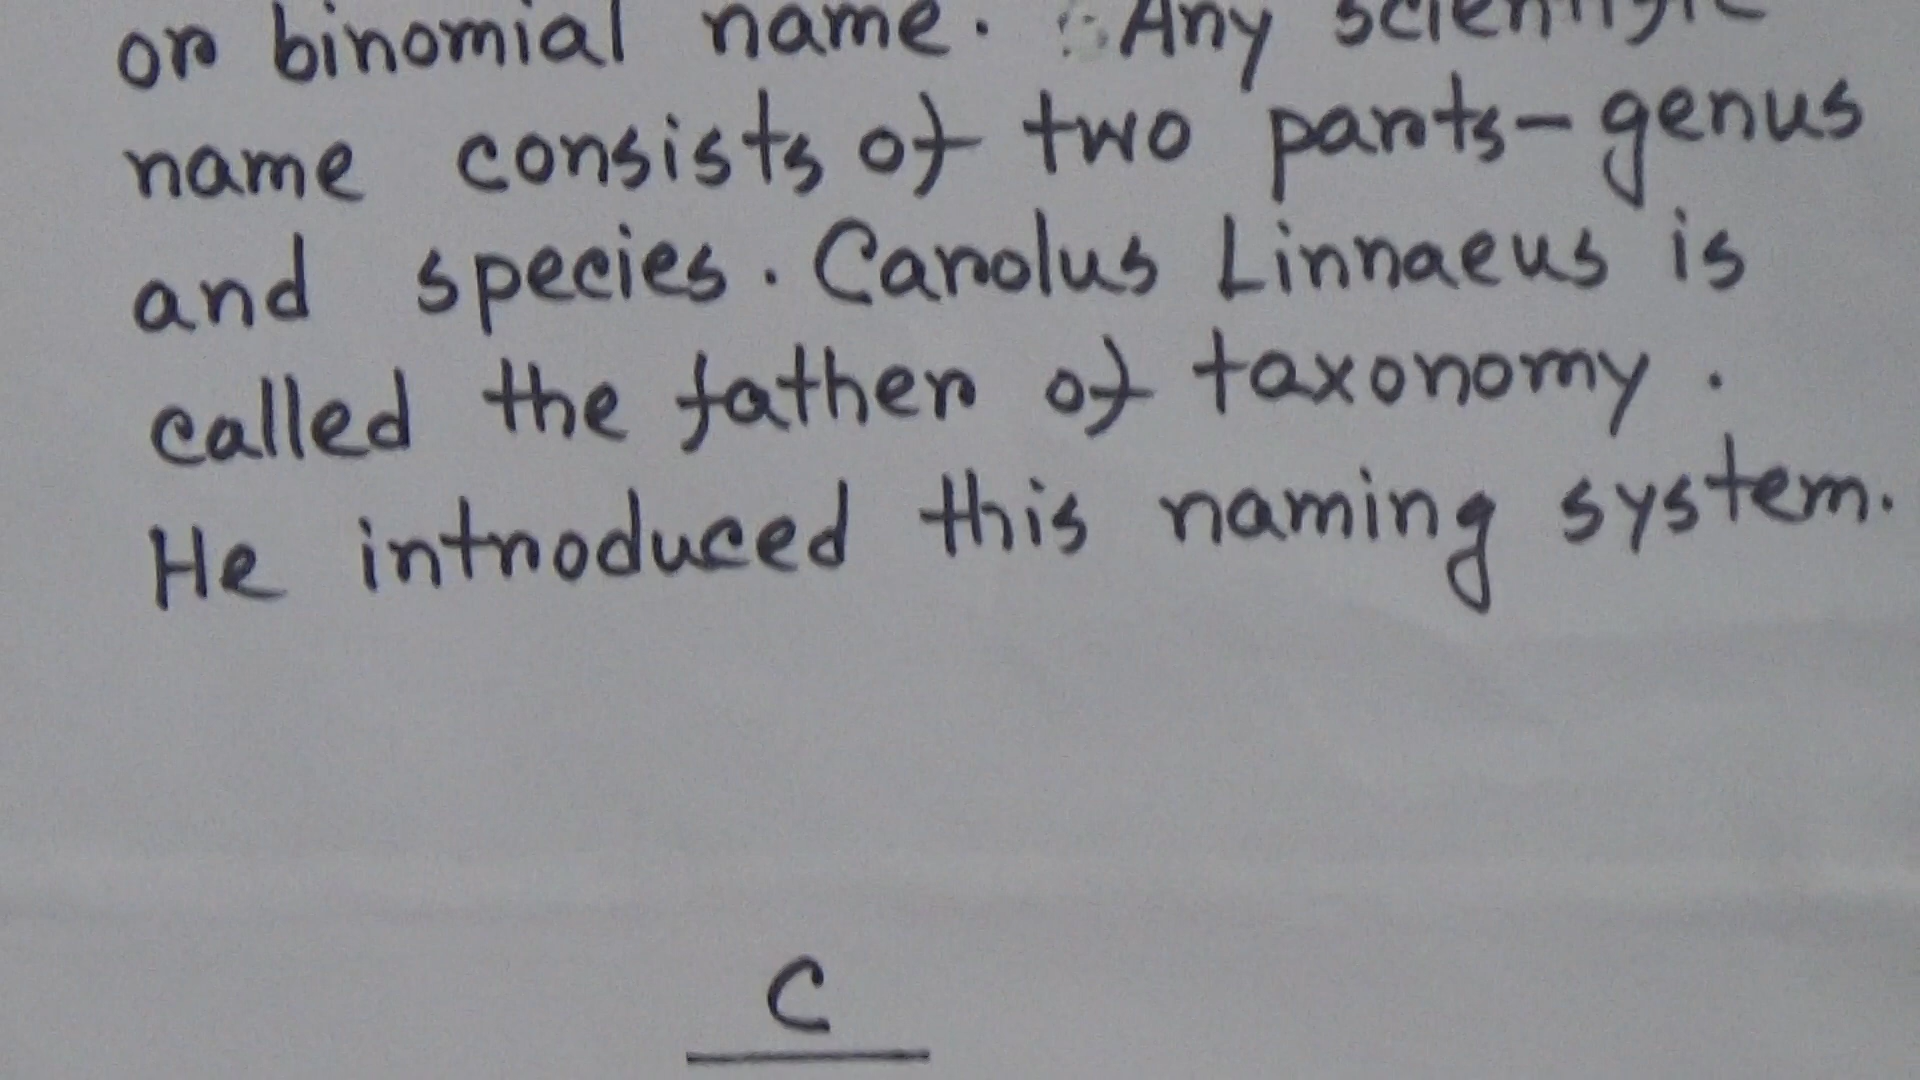 or binomial name. Any scientific
name consists of two parts-genus
and species. Carolus Linnaeus is
called the father of taxonomy.
He introduced this naming system.
C